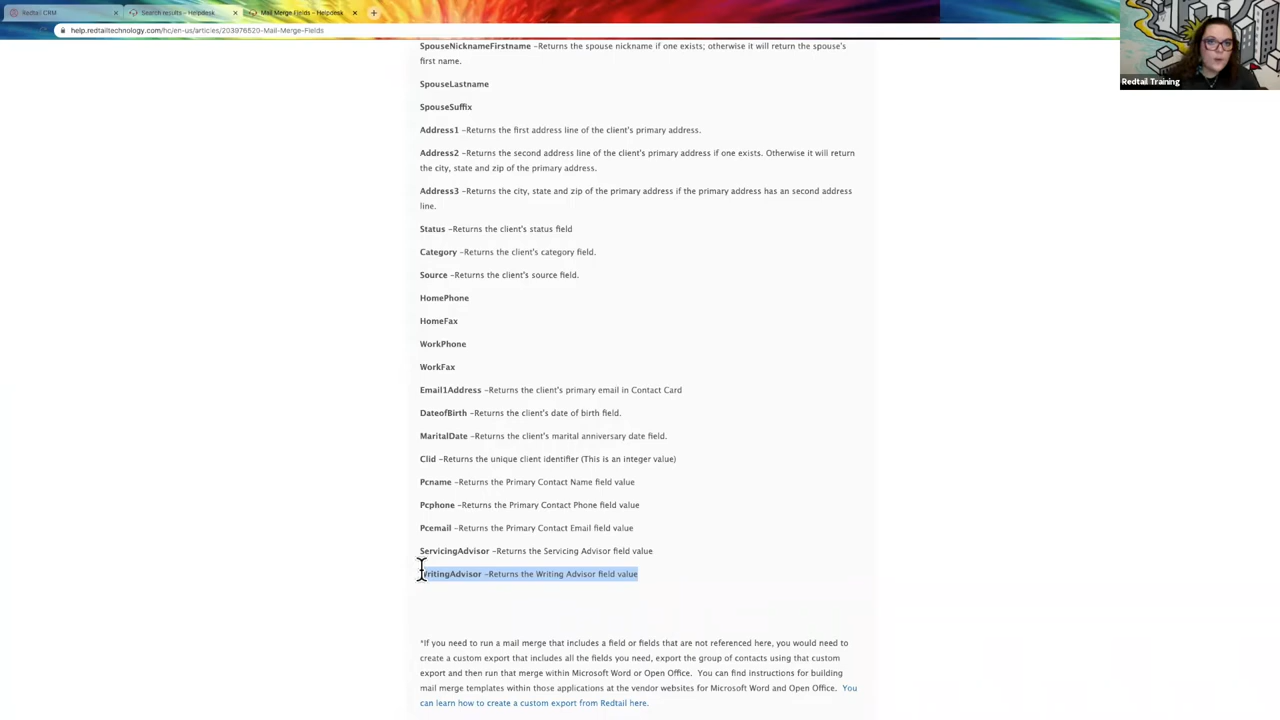 Redtail CRM
Search results – Helpdesk
Mail Merge Fields – Helpdesk
help.redtailtechnology.com/hc/en-us/articles/203976520-Mail-Merge-Fields
Redtail Training
SpouseNicknameFirstname –Returns the spouse nickname if one exists; otherwise it will return the spouse's
first name.
SpouseLastname
SpouseSuffix
Address1 –Returns the first address line of the client's primary address.
Address2 –Returns the second address line of the client's primary address if one exists. Otherwise it will return
the city, state and zip of the primary address.
Address3 –Returns the city, state and zip of the primary address if the primary address has an second address
line.
Status –Returns the client's status field
Category –Returns the client's category field.
Source –Returns the client's source field.
HomePhone
HomeFax
WorkPhone
WorkFax
Email1Address –Returns the client's primary email in Contact Card
DateofBirth –Returns the client's date of birth field.
MaritalDate –Returns the client's marital anniversary date field.
Clid –Returns the unique client identifier (This is an integer value)
Pcname –Returns the Primary Contact Name field value
Pcphone –Returns the Primary Contact Phone field value
Pcemail –Returns the Primary Contact Email field value
ServicingAdvisor –Returns the Servicing Advisor field value
WritingAdvisor –Returns the Writing Advisor field value
*If you need to run a mail merge that includes a field or fields that are not referenced here, you would need to
create a custom export that includes all the fields you need, export the group of contacts using that custom
export and then run that merge within Microsoft Word or Open Office.  You can find instructions for building
mail merge templates within those applications at the vendor websites for Microsoft Word and Open Office.  You
can learn how to create a custom export from Redtail here.